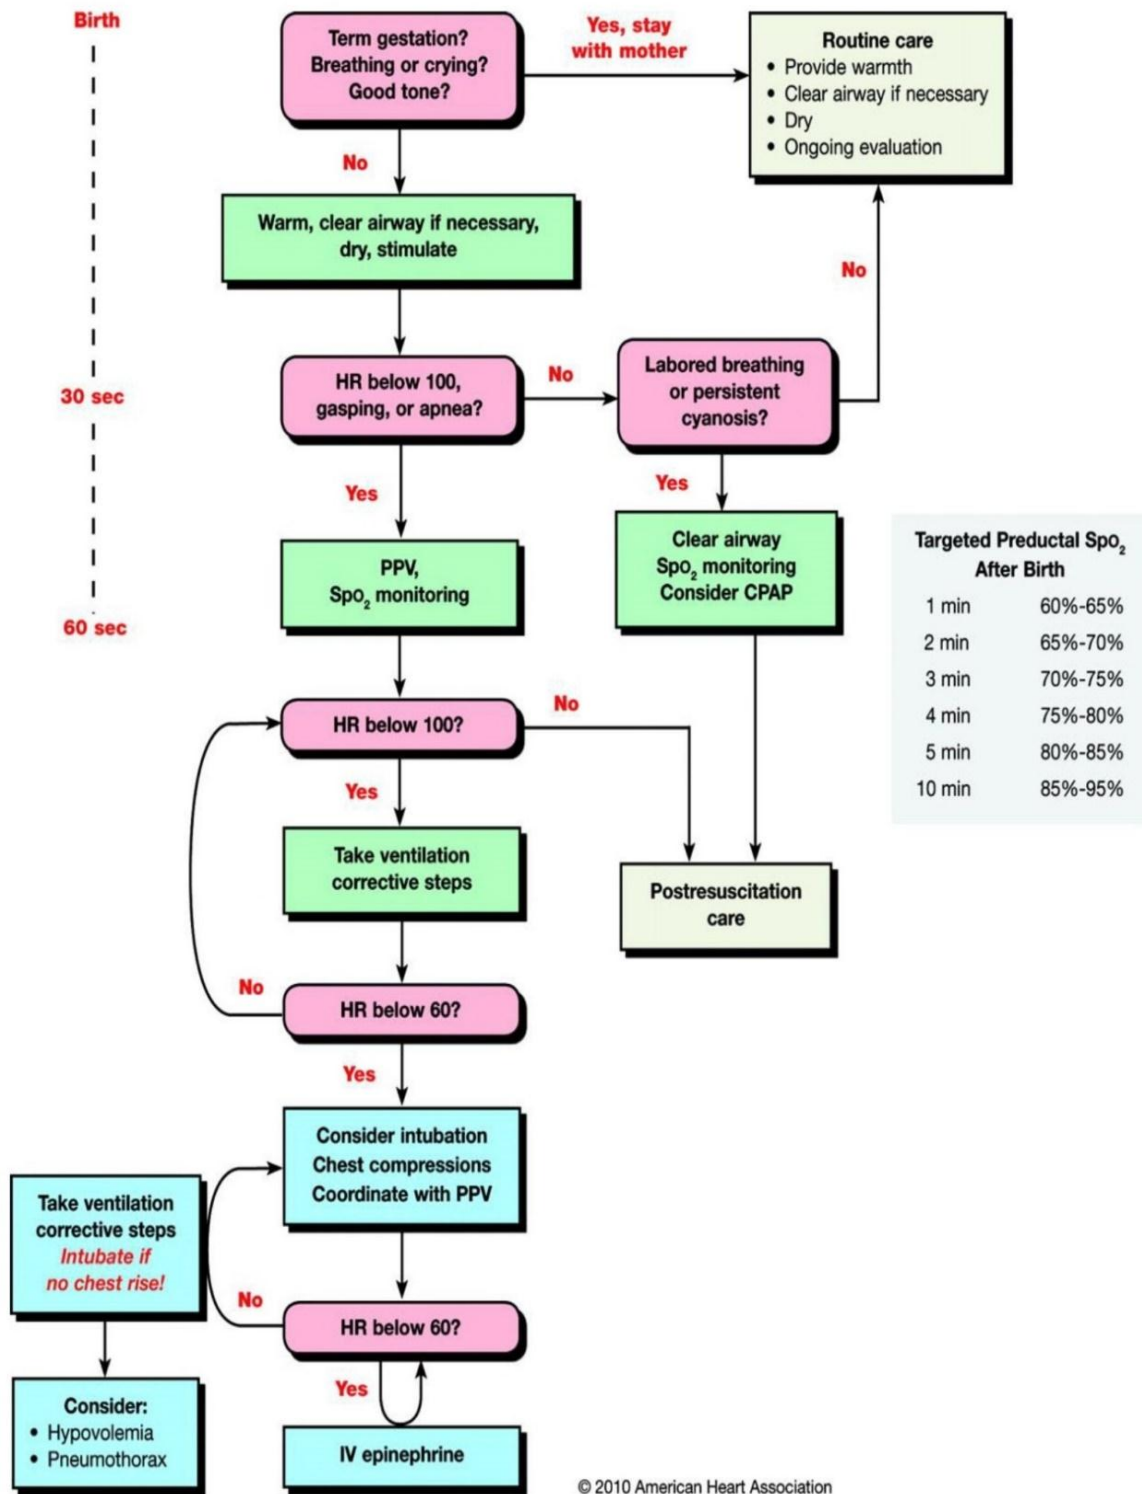 Birth
Term gestation?
Breathing or crying?
Good tone?
Yes, stay
with mother
Routine care
• Provide warmth
• Clear airway if necessary
• Dry
• Ongoing evaluation
No
Warm, clear airway if necessary,
dry, stimulate
No
30 sec
HR below 100,
gasping, or apnea?
No
Labored breathing
or persistent
cyanosis?
Yes
Yes
PPV,
SpO₂ monitoring
Clear airway
SpO₂ monitoring
Consider CPAP
60 sec
Targeted Preductal SpO₂
After Birth
1 min 60%-65%
2 min 65%-70%
3 min 70%-75%
4 min 75%-80%
5 min 80%-85%
10 min 85%-95%
HR below 100?
No
Yes
Take ventilation
corrective steps
Postresuscitation
care
No
HR below 60?
Yes
Consider intubation
Chest compressions
Coordinate with PPV
Take ventilation
corrective steps
Intubate if
no chest rise!
No
HR below 60?
Yes
Consider:
• Hypovolemia
• Pneumothorax
IV epinephrine
© 2010 American Heart Association